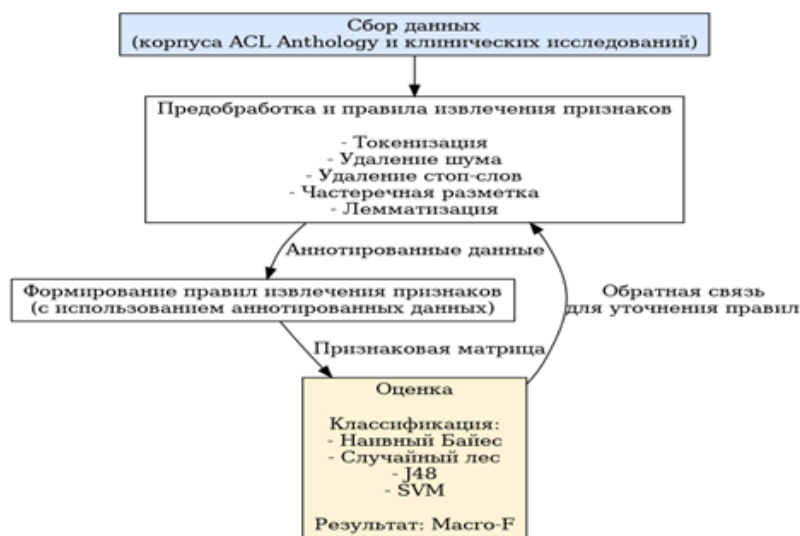 Сбор данных
(корпуса ACL Anthology и клинических исследований)
Предобработка и правила извлечения признаков
- Токенизация
- Удаление шума
- Удаление стоп-слов
- Частеречная разметка
- Лемматизация
Аннотированные данные
Формирование правил извлечения признаков
(с использованием аннотированных данных)
Обратная связь
для уточнения правил
Признаковая матрица
Оценка
Классификация:
- Наивный Байес
- Случайный лес
- J48
- SVM
Результат: Macro-F